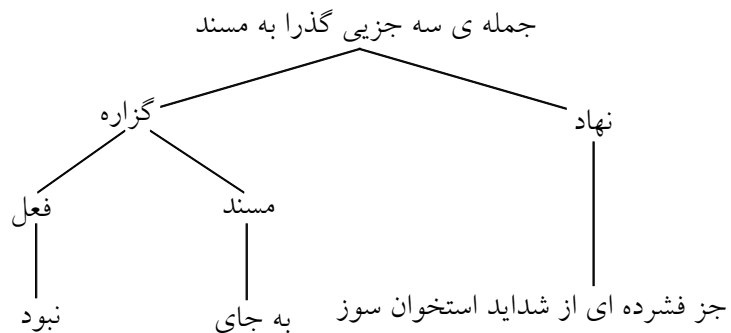 جمله ی سه جزیی گذرا به مسند
نهاد گزاره
مسند فعل
جز فشرده ای از شداید استخوان سوز به جای نبود